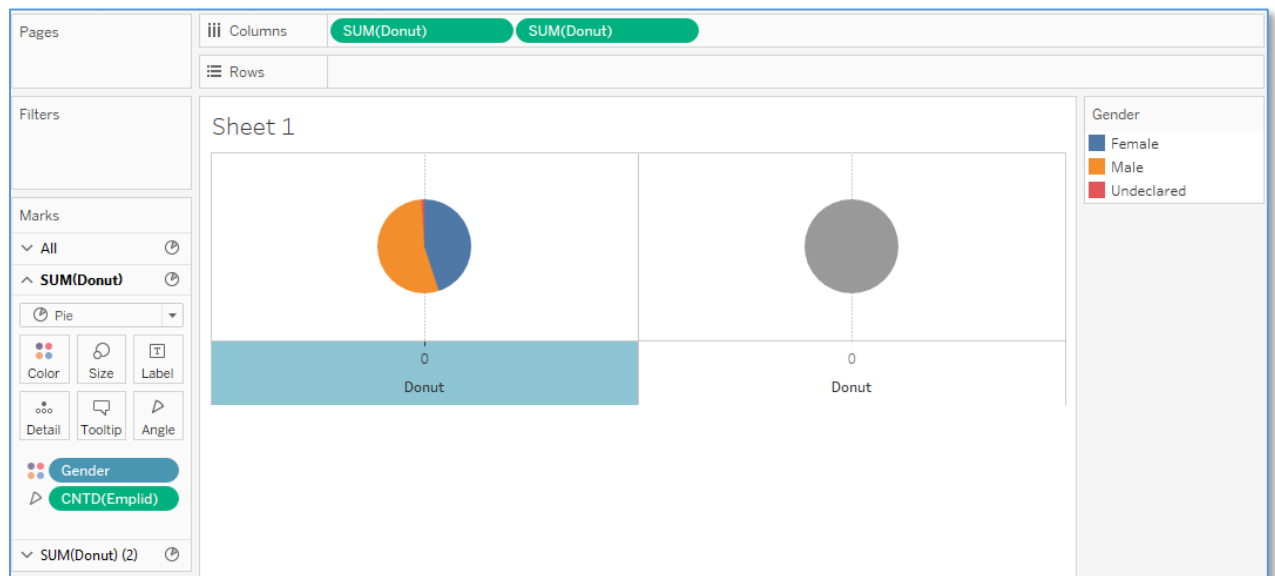 Pages
Columns SUM(Donut) SUM(Donut)
Rows
Filters
Sheet 1
Gender
Female
Male
Undeclared
Marks
All
SUM(Donut)
Pie
Color Size Label
Detail Tooltip Angle
Gender
CNTD(Emplid)
SUM(Donut) (2)
0 0
Donut Donut